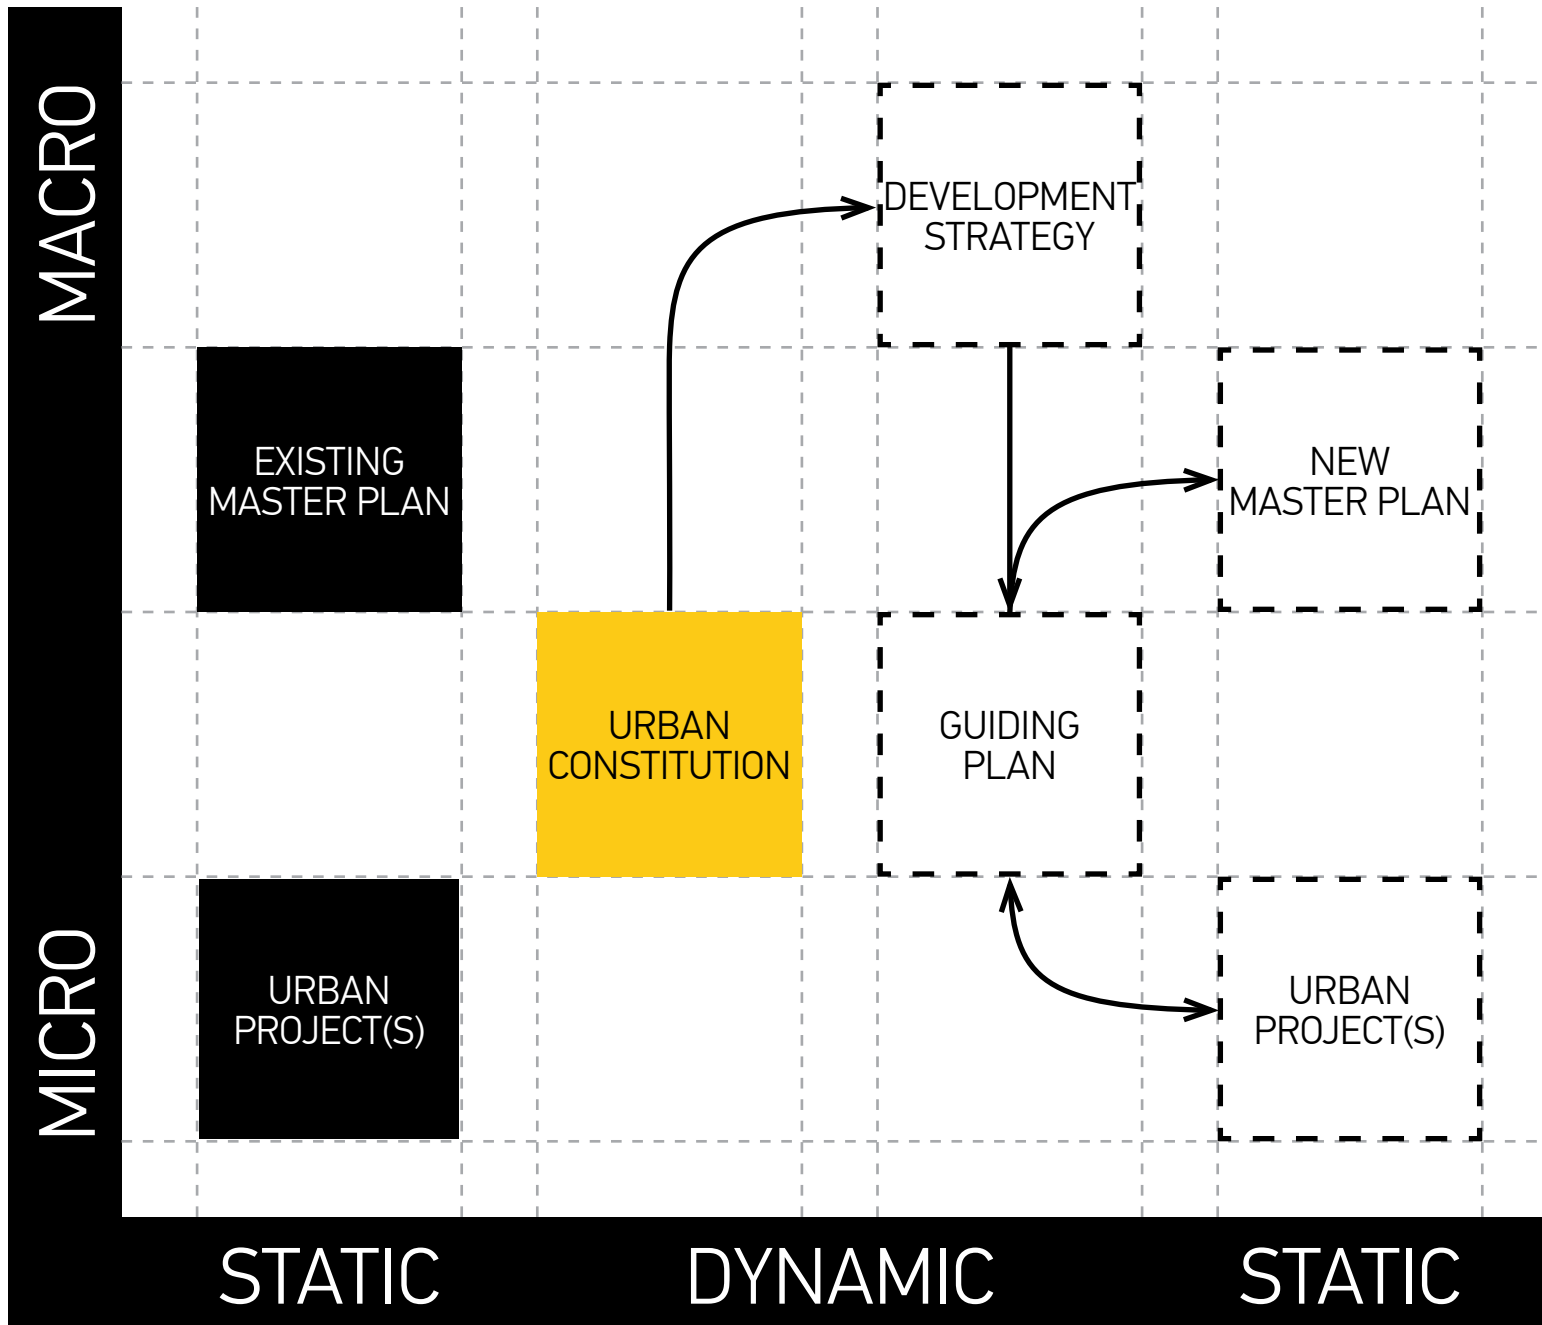 MACRO
DEVELOPMENT
STRATEGY
EXISTING
MASTER PLAN
NEW
MASTER PLAN
URBAN
CONSTITUTION
GUIDING
PLAN
MICRO
URBAN
PROJECT(S)
URBAN
PROJECT(S)
STATIC
DYNAMIC
STATIC